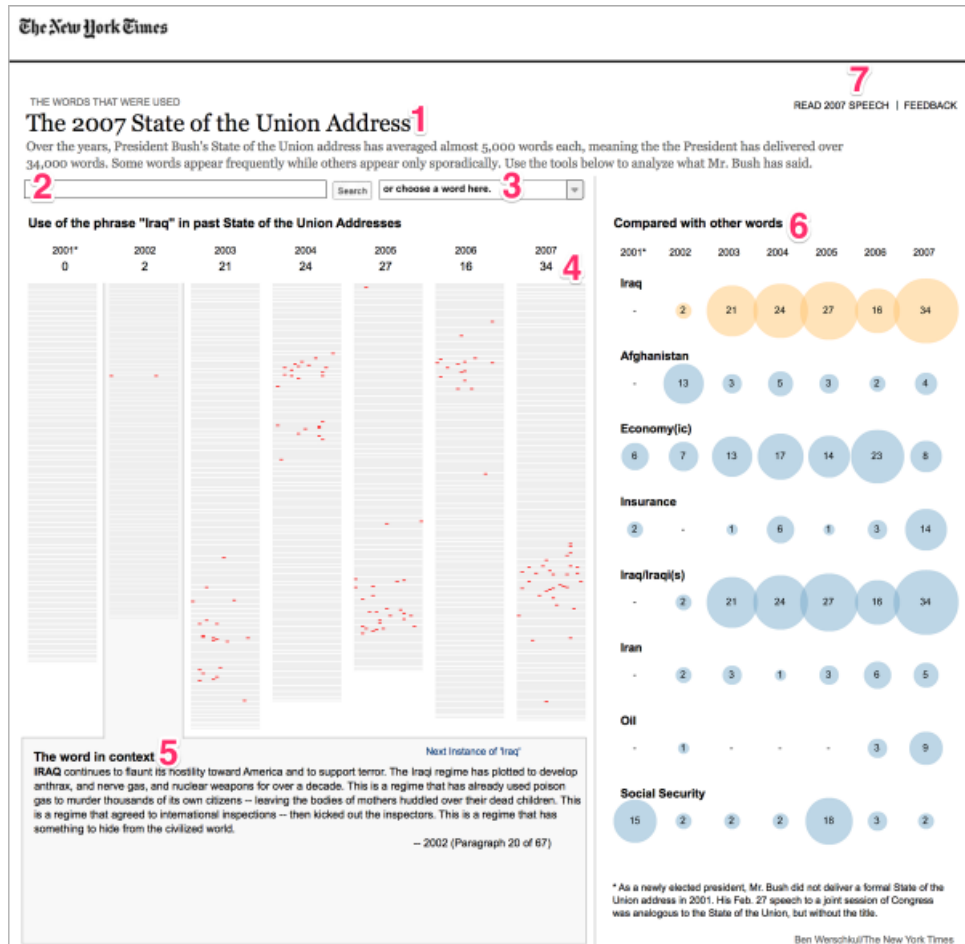 The New York Times
7
THE WORDS THAT WERE USED
READ 2007 SPEECH | FEEDBACK
The 2007 State of the Union Address 1
Over the years, President Bush's State of the Union address has averaged almost 5,000 words each, meaning the the President has delivered over
34,000 words. Some words appear frequently while others appear only sporadically. Use the tools below to analyze what Mr. Bush has said.
2 Search or choose a word here. 3
Use of the phrase "Iraq" in past State of the Union Addresses
2001* 2002 2003 2004 2005 2006 2007
0 2 21 24 27 16 34 4
The word in context 5
Next Instance of 'Iraq'
IRAQ continues to flaunt its hostility toward America and to support terror. The Iraqi regime has plotted to develop
anthrax, and nerve gas, and nuclear weapons for over a decade. This is a regime that has already used poison
gas to murder thousands of its own citizens -- leaving the bodies of mothers huddled over their dead children. This
is a regime that agreed to international inspections -- then kicked out the inspectors. This is a regime that has
something to hide from the civilized world.
-- 2002 (Paragraph 20 of 67)
Compared with other words 6
2001* 2002 2003 2004 2005 2006 2007
Iraq
- 2 21 24 27 16 34
Afghanistan
- 13 3 5 3 2 4
Economy(ic)
6 7 13 17 14 23 8
Insurance
2 - 1 6 1 3 14
Iraq/Iraqi(s)
- 2 21 24 27 16 34
Iran
- 2 3 1 3 6 5
Oil
- 1 - - - 3 9
Social Security
15 2 2 2 18 3 2
* As a newly elected president, Mr. Bush did not deliver a formal State of the
Union address in 2001. His Feb. 27 speech to a joint session of Congress
was analogous to the State of the Union, but without the title.
Ben Werschkul/The New York Times